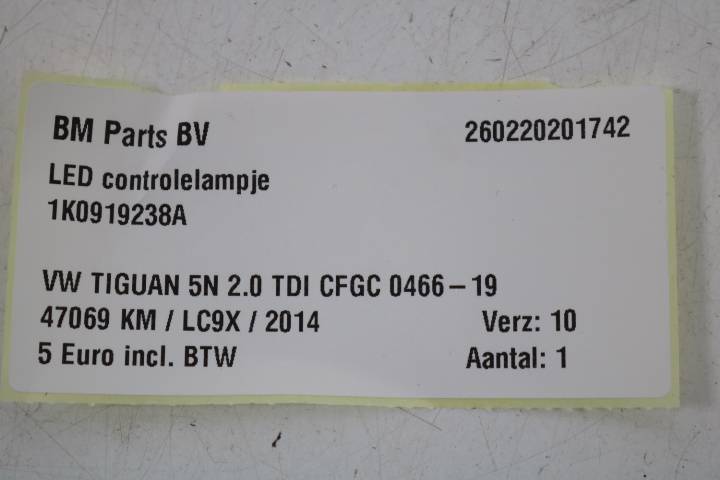 BM Parts BV 260220201742
LED controlelampje
1K0919238A
VW TIGUAN 5N 2.0 TDI CFGC 0466-19
47069 KM / LC9X / 2014 Verz: 10
5 Euro incl. BTW Aantal: 1